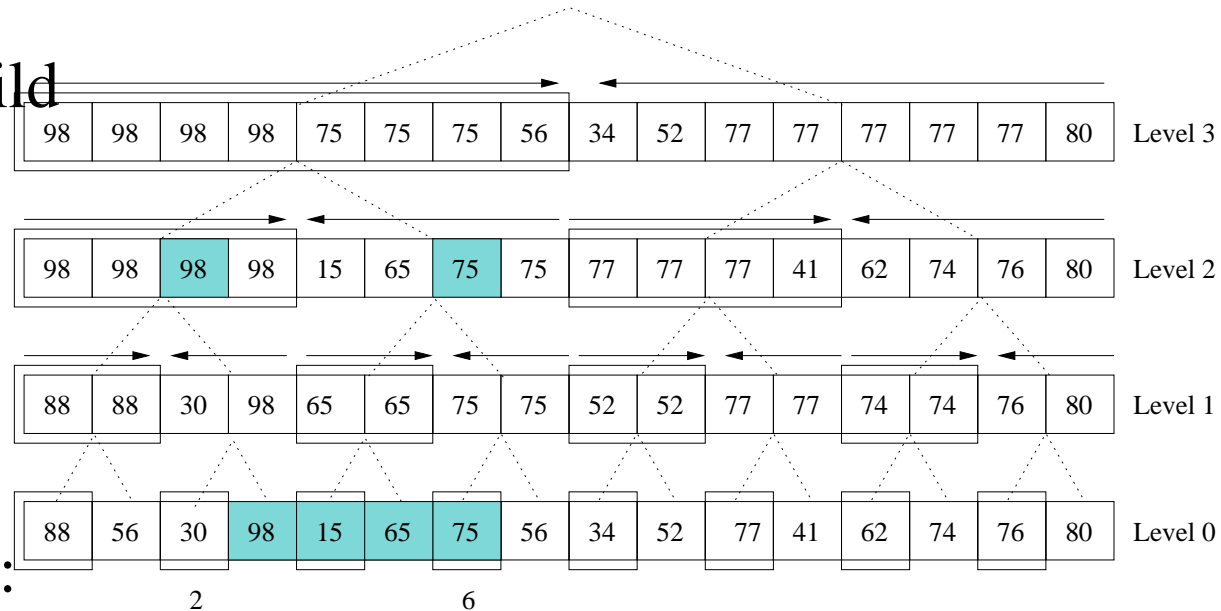 ild
98 98 98 98 75 75 75 56 34 52 77 77 77 77 77 80 Level 3
98 98 98 98 15 65 75 75 77 77 77 41 62 74 76 80 Level 2
88 88 30 98 65 65 75 75 52 52 77 77 74 74 76 80 Level 1
88 56 30 98 15 65 75 56 34 52 77 41 62 74 76 80 Level 0
:
2 6